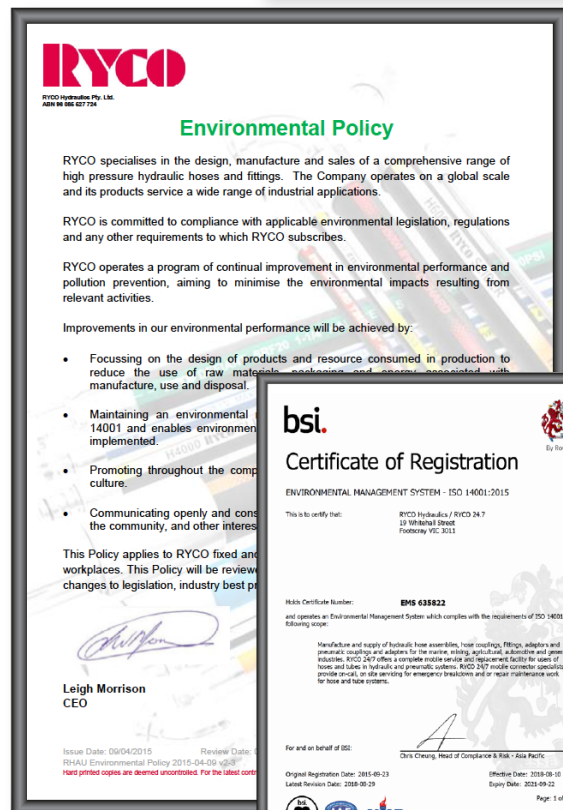 RYCO
RYCO Hydraulics Pty. Ltd.
ABN 98 085 627 724
Environmental Policy
RYCO specialises in the design, manufacture and sales of a comprehensive range of
high pressure hydraulic hoses and fittings. The Company operates on a global scale
and its products service a wide range of industrial applications.
RYCO is committed to compliance with applicable environmental legislation, regulations
and any other requirements to which RYCO subscribes.
RYCO operates a program of continual improvement in environmental performance and
pollution prevention, aiming to minimise the environmental impacts resulting from
relevant activities.
Improvements in our environmental performance will be achieved by:
• Focussing on the design of products and resource consumed in production to
reduce the use of raw materials, packaging and energy associated with
manufacture, use and disposal.
• Maintaining an environmental
14001 and enables environmen
implemented.
• Promoting throughout the comp
culture.
• Communicating openly and cons
the community, and other interes
This Policy applies to RYCO fixed and
workplaces. This Policy will be reviewe
changes to legislation, industry best pr
Leigh Morrison
CEO
Issue Date: 09/04/2015 Review Date:
RHAU Environmental Policy 2015-04-09 v2-3
Hard printed copies are deemed uncontrolled. For the latest contr
bsi.
By Ro
Certificate of Registration
ENVIRONMENTAL MANAGEMENT SYSTEM - ISO 14001:2015
This is to certify that: RYCO Hydraulics / RYCO 24.7
19 Whitehall Street
Footscray VIC 3011
Holds Certificate Number: EMS 635822
and operates an Environmental Management System which complies with the requirements of ISO 14001
following scope:
Manufacture and supply of hydraulic hose assemblies, hose couplings, fittings, adaptors and
pneumatic couplings and adapters for the marine, mining, agricultural, automotive and gener
industries. RYCO 24/7 offers a complete mobile service and replacement facility for users of
hoses and tubes in hydraulic and pneumatic systems. RYCO 24/7 mobile connector specialists
provide on-call, on site servicing for emergency breakdown and or repair maintenance work
for hose and tube systems.
For and on behalf of BSI:
Chris Cheung, Head of Compliance & Risk - Asia Pacific
Original Registration Date: 2015-09-23 Effective Date: 2018-08-10
Latest Revision Date: 2018-08-29 Expiry Date: 2021-09-22
Page: 1 of
bsi.